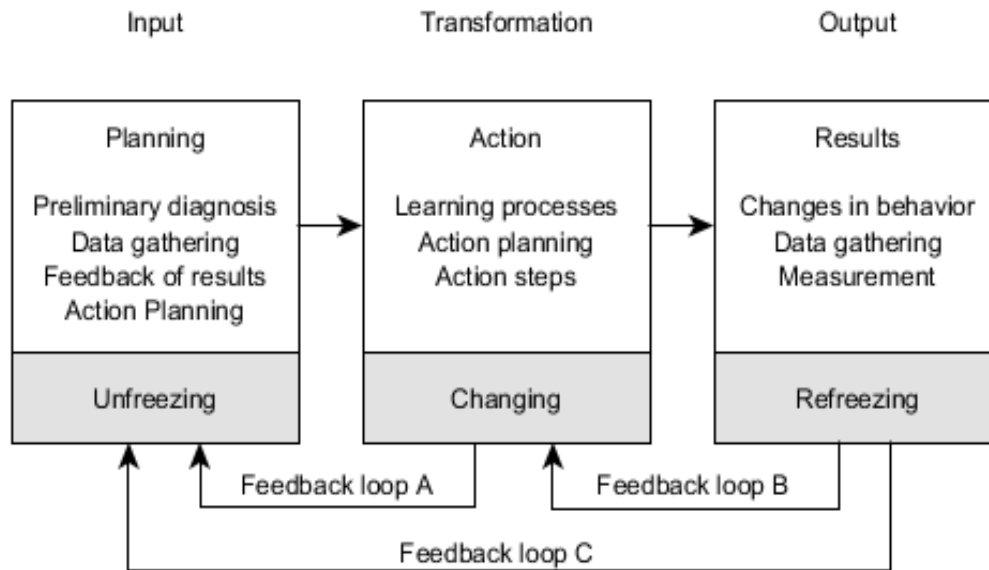 Input
Transformation
Output
Planning
Preliminary diagnosis
Data gathering
Feedback of results
Action Planning
Unfreezing
Action
Learning processes
Action planning
Action steps
Changing
Results
Changes in behavior
Data gathering
Measurement
Refreezing
Feedback loop A
Feedback loop B
Feedback loop C